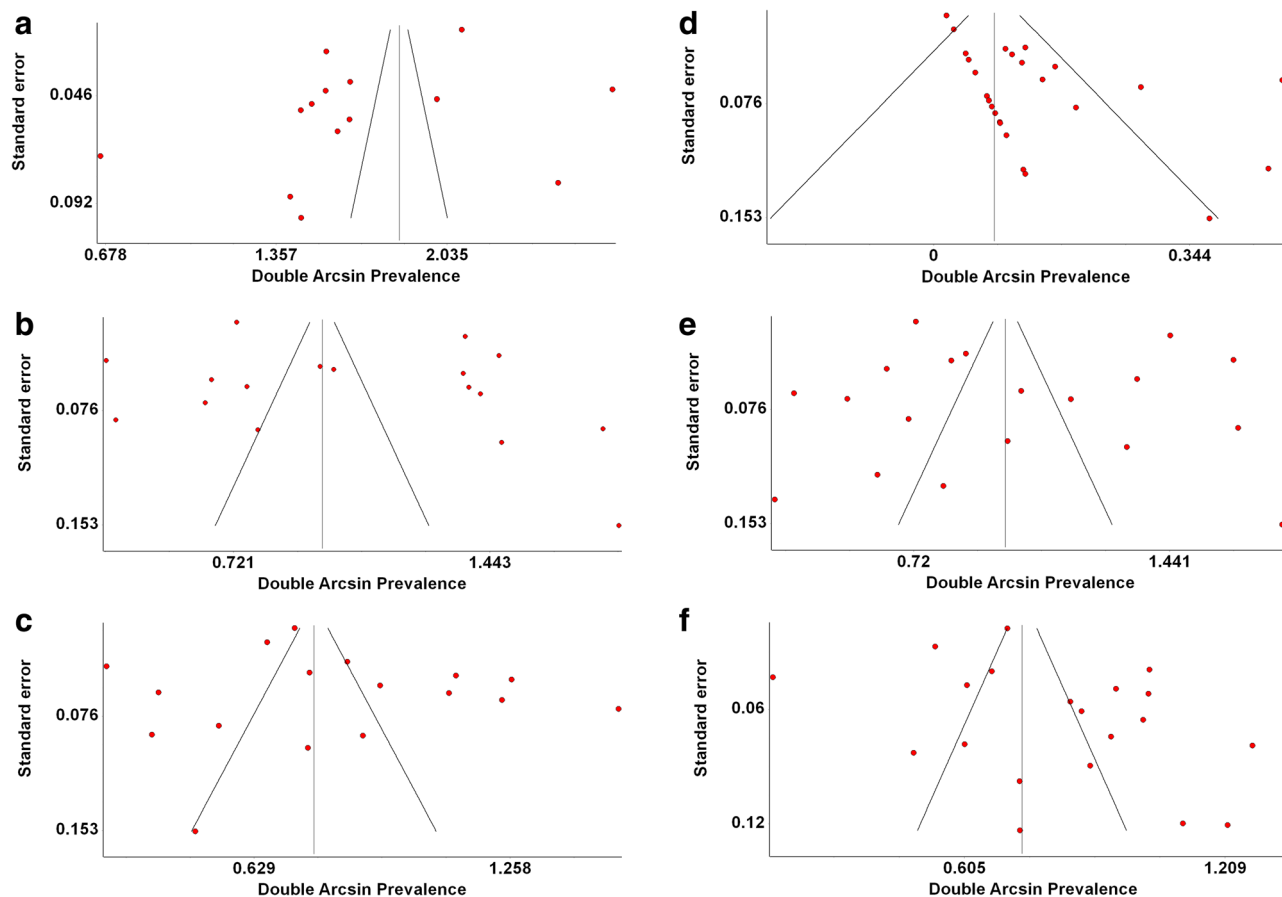 a
Standard error
0.046
0.092
0.678 1.357 2.035
Double Arcsin Prevalence
d
Standard error
0.076
0.153
0 0.344
Double Arcsin Prevalence
b
Standard error
0.076
0.153
0.721 1.443
Double Arcsin Prevalence
e
Standard error
0.076
0.153
0.72 1.441
Double Arcsin Prevalence
c
Standard error
0.076
0.153
0.629 1.258
Double Arcsin Prevalence
f
Standard error
0.06
0.12
0.605 1.209
Double Arcsin Prevalence